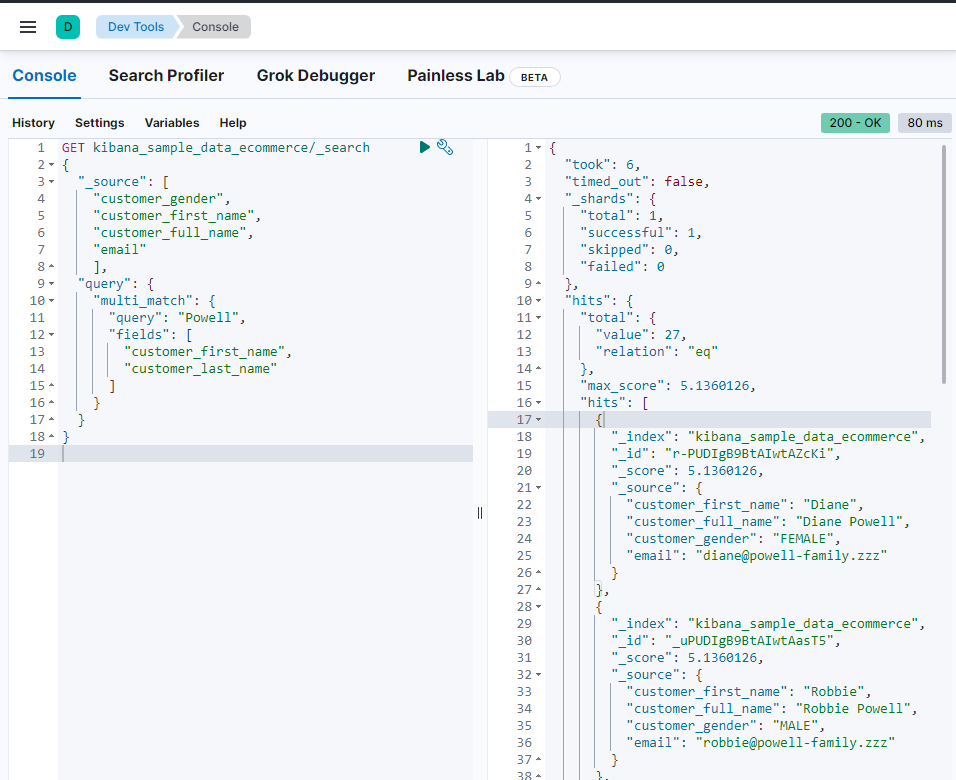 D Dev Tools Console
Console Search Profiler Grok Debugger Painless Lab BETA
History Settings Variables Help 200 - OK 80 ms
1 GET kibana_sample_data_ecommerce/_search
2 {
3 "_source": [
4 "customer_gender",
5 "customer_first_name",
6 "customer_full_name",
7 "email"
8 ],
9 "query": {
10 "multi_match": {
11 "query": "Powell",
12 "fields": [
13 "customer_first_name",
14 "customer_last_name"
15 ]
16 }
17 }
18 }
19
1 {
2 "took": 6,
3 "timed_out": false,
4 "_shards": {
5 "total": 1,
6 "successful": 1,
7 "skipped": 0,
8 "failed": 0
9 },
10 "hits": {
11 "total": {
12 "value": 27,
13 "relation": "eq"
14 },
15 "max_score": 5.1360126,
16 "hits": [
17 {
18 "_index": "kibana_sample_data_ecommerce",
19 "_id": "r-PUDIgB9BtAIwtAZcKi",
20 "_score": 5.1360126,
21 "_source": {
22 "customer_first_name": "Diane",
23 "customer_full_name": "Diane Powell",
24 "customer_gender": "FEMALE",
25 "email": "diane@powell-family.zzz"
26 }
27 },
28 {
29 "_index": "kibana_sample_data_ecommerce",
30 "_id": "_uPUDIgB9BtAIwtAasT5",
31 "_score": 5.1360126,
32 "_source": {
33 "customer_first_name": "Robbie",
34 "customer_full_name": "Robbie Powell",
35 "customer_gender": "MALE",
36 "email": "robbie@powell-family.zzz"
37 }
38 },